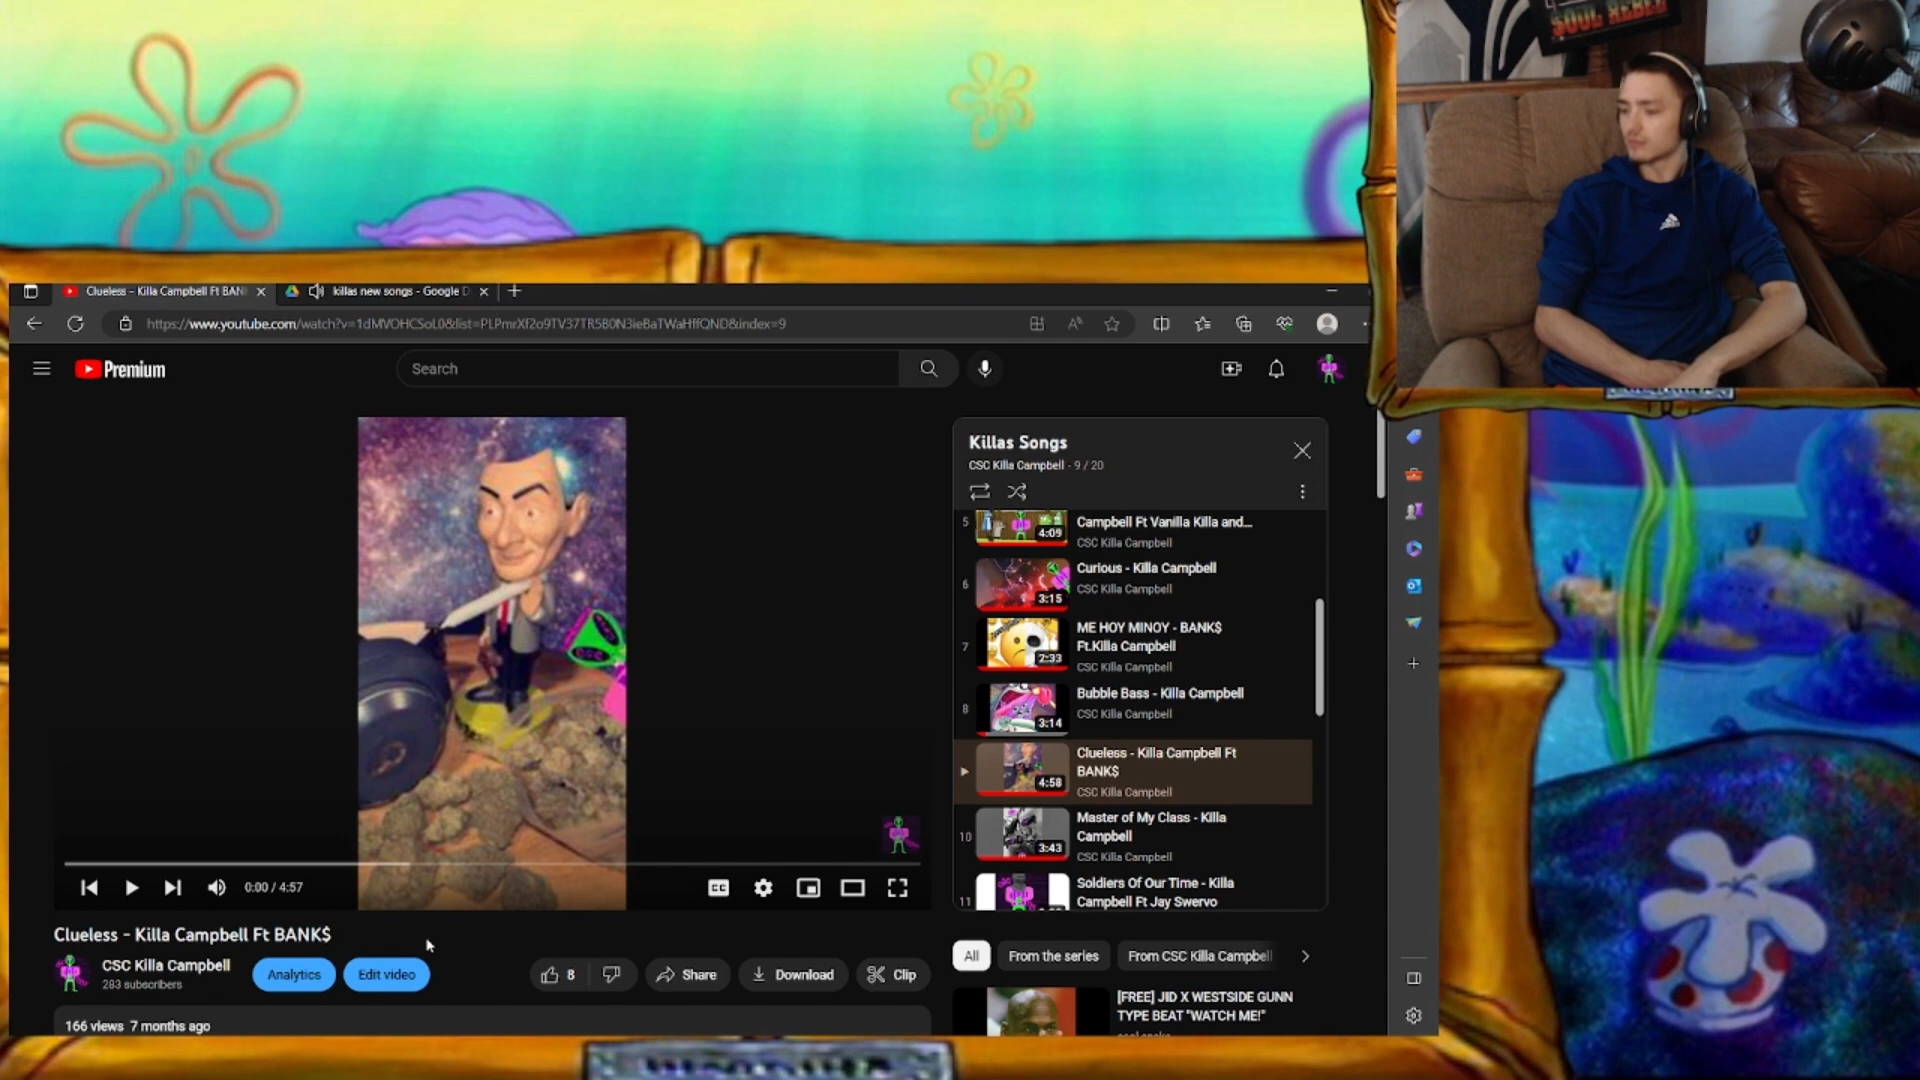 $OUL REBEL
Clueless - Killa Campbell Ft BAN
killas new songs - Google D
https://www.youtube.com/watch?v=1dMVOHCSoL0&list=PLPmrXf2o9TV37TR5B0N3ieBaTWaHffQND&index=9
Premium
Search
Killas Songs
CSC Killa Campbell - 9 / 20
5
4:09
Campbell Ft Vanilla Killa and...
CSC Killa Campbell
6
3:15
Curious - Killa Campbell
CSC Killa Campbell
7
2:33
ME HOY MINOY - BANK$
Ft.Killa Campbell
CSC Killa Campbell
8
3:14
Bubble Bass - Killa Campbell
CSC Killa Campbell
4:58
Clueless - Killa Campbell Ft
BANK$
CSC Killa Campbell
10
3:43
Master of My Class - Killa
Campbell
CSC Killa Campbell
11
Soldiers Of Our Time - Killa
Campbell Ft Jay Swervo
CSC
0:00 / 4:57
CC
Clueless - Killa Campbell Ft BANK$
CSC Killa Campbell
283 subscribers
Analytics
Edit video
8
Share
Download
Clip
166 views 7 months ago
All
From the series
From CSC Killa Campbell
[FREE] JID X WESTSIDE GUNN
TYPE BEAT "WATCH ME!"